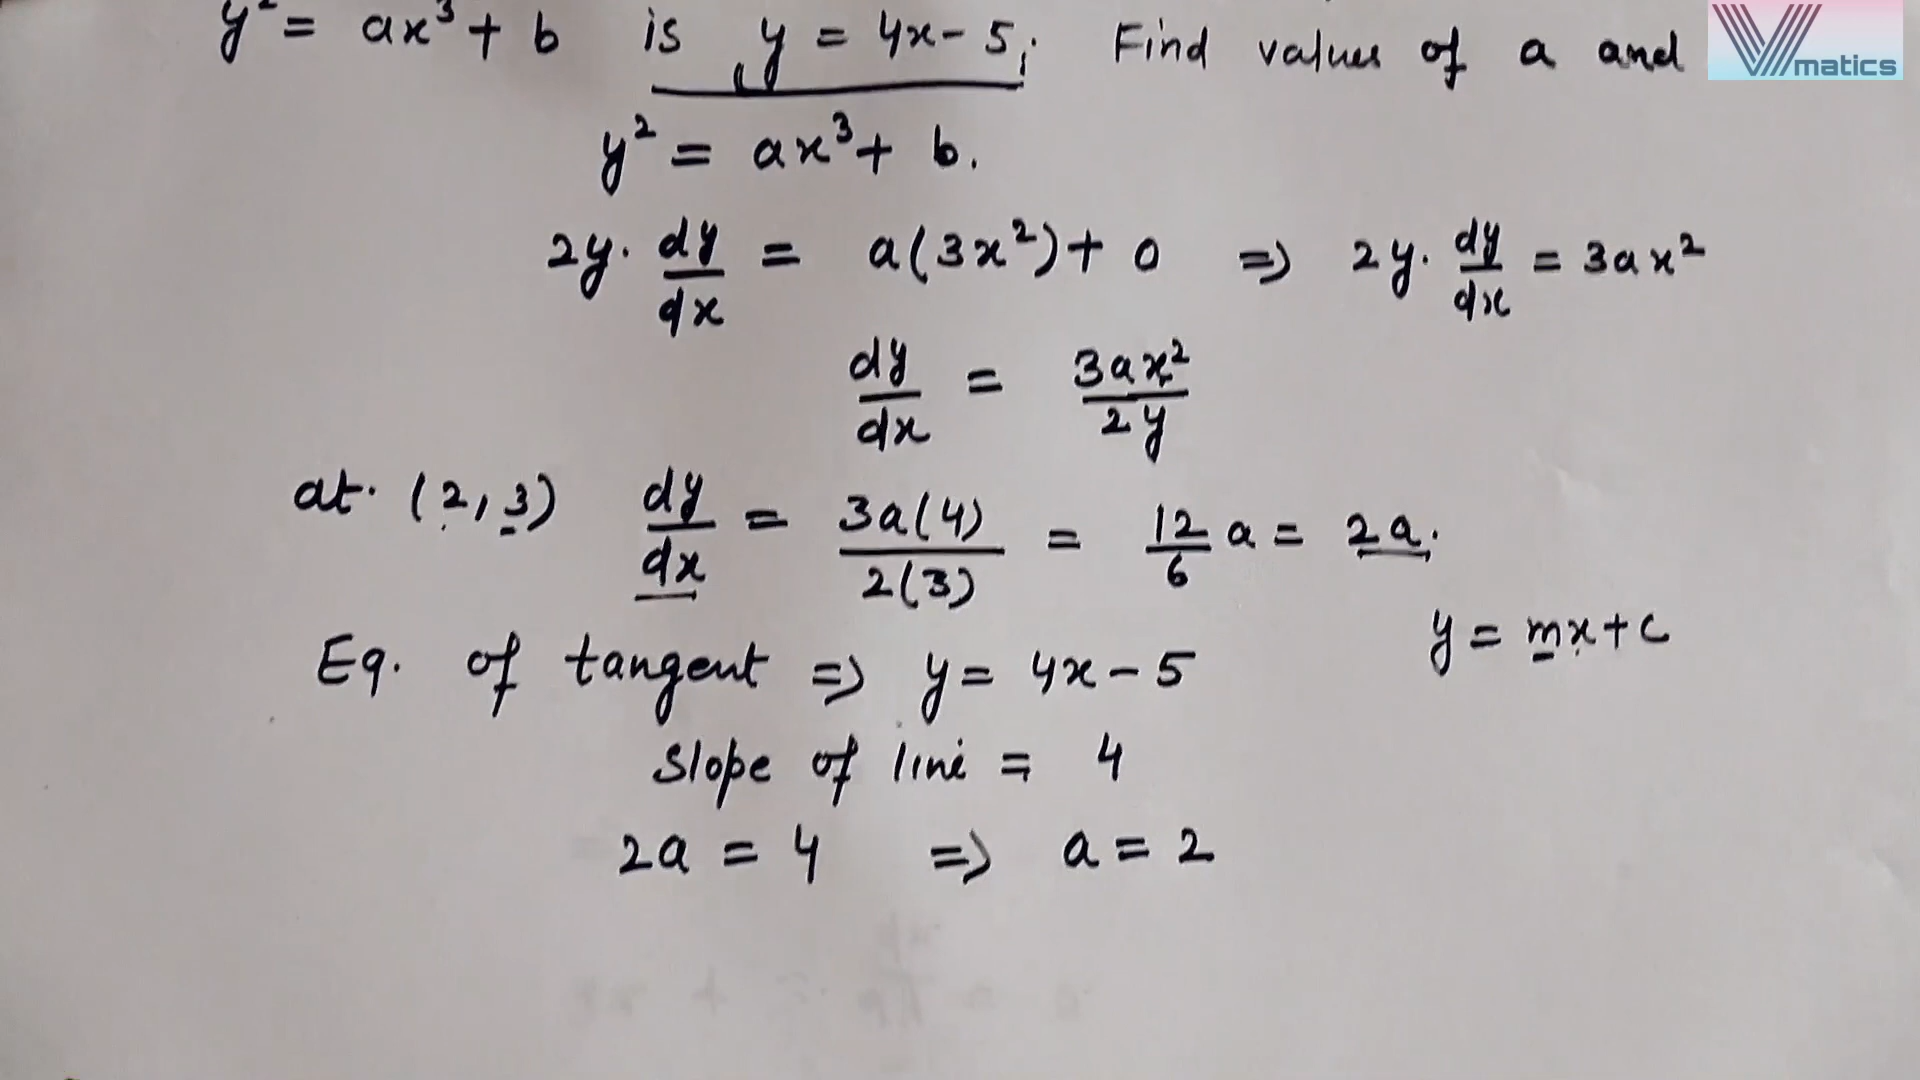 y² = ax³ + b is y = 4x - 5; Find values of a and
Vmatics
y² = ax³ + b.
2y. dy/dx = a(3x²) + 0 => 2y. dy/dx = 3ax²
dy/dx = 3ax²/2y
at. (2, 3) dy/dx = 3a(4)/2(3) = 12/6 a = 2a.
y = mx + c
Eq. of tangent => y = 4x - 5
Slope of line = 4
2a = 4 => a = 2